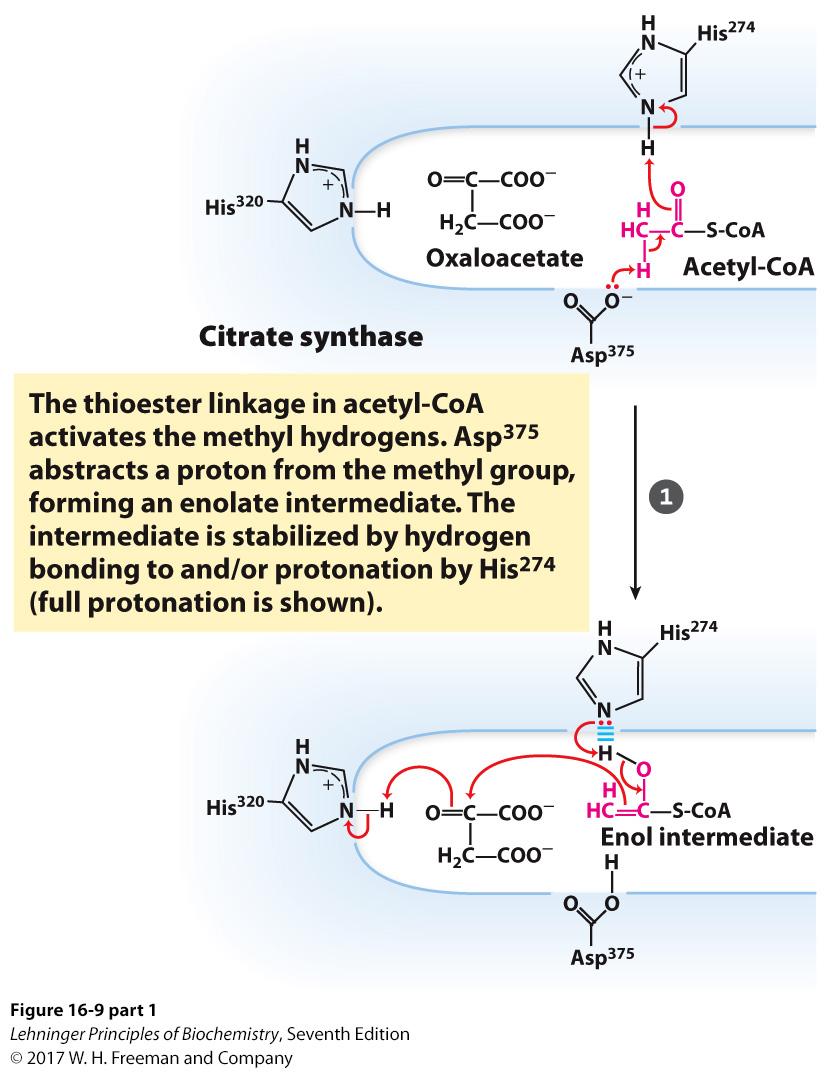 H
N
His274
(+
N
H
H
N
+
His320
N—H
O=C—COO−
H2C—COO−
Oxaloacetate
O
H
HC—C—S-CoA
H
Acetyl-CoA
O
O−
Asp375
Citrate synthase
The thioester linkage in acetyl-CoA
activates the methyl hydrogens. Asp375
abstracts a proton from the methyl group,
forming an enolate intermediate. The
intermediate is stabilized by hydrogen
bonding to and/or protonation by His274
(full protonation is shown).
1
H
N
His274
N
H
O
H
N
+
His320
N—H
O=C—COO−
H2C—COO−
H
HC=C—S-CoA
Enol intermediate
H
O
O
Asp375
Figure 16-9 part 1
Lehninger Principles of Biochemistry, Seventh Edition
© 2017 W. H. Freeman and Company